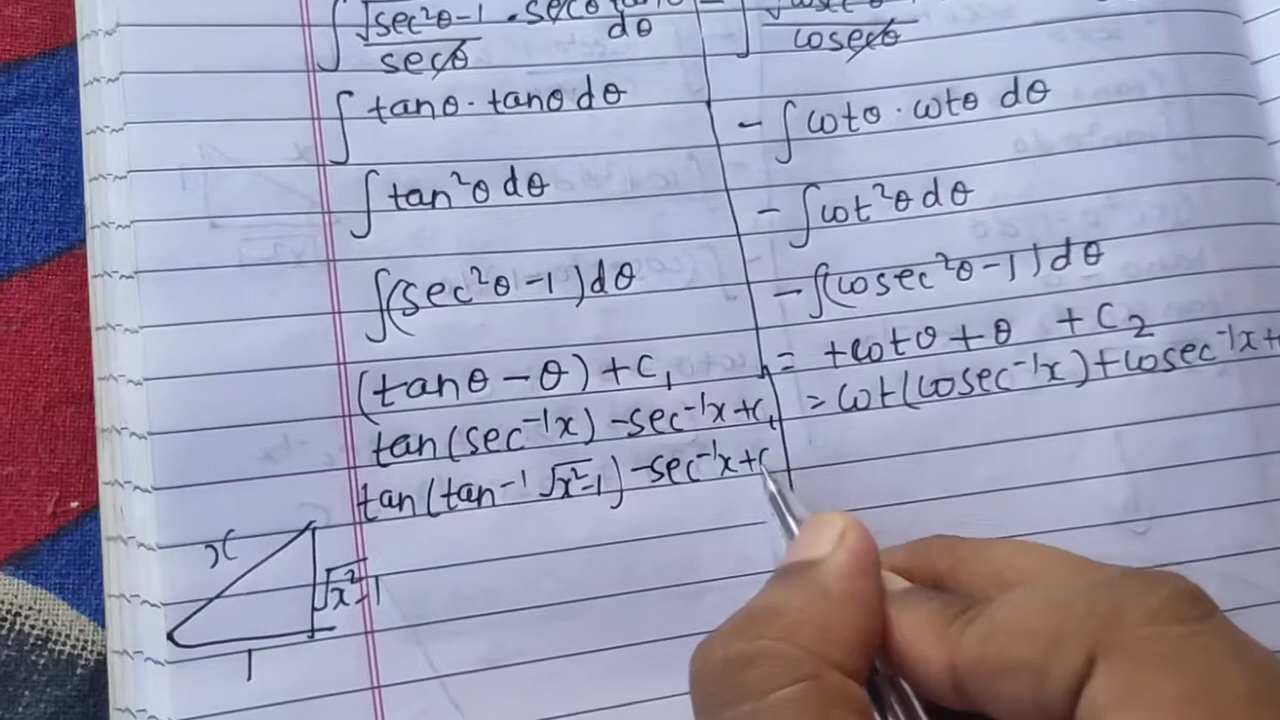 ∫ √sec²θ-1 / secθ · secθ dθ
∫ / cosecθ
∫ tanθ · tanθ dθ
- ∫ cotθ · cotθ dθ
∫ tan²θ dθ
- ∫ cot²θ dθ
∫(sec²θ-1)dθ
- ∫(cosec²θ-1)dθ
(tanθ - θ) + C₁
= +cotθ + θ + C₂
tan(sec⁻¹x) - sec⁻¹x + C₁
= cot(cosec⁻¹x) + cosec⁻¹x +
tan(tan⁻¹ √x²-1) - sec⁻¹x + C
x
√x²-1
1